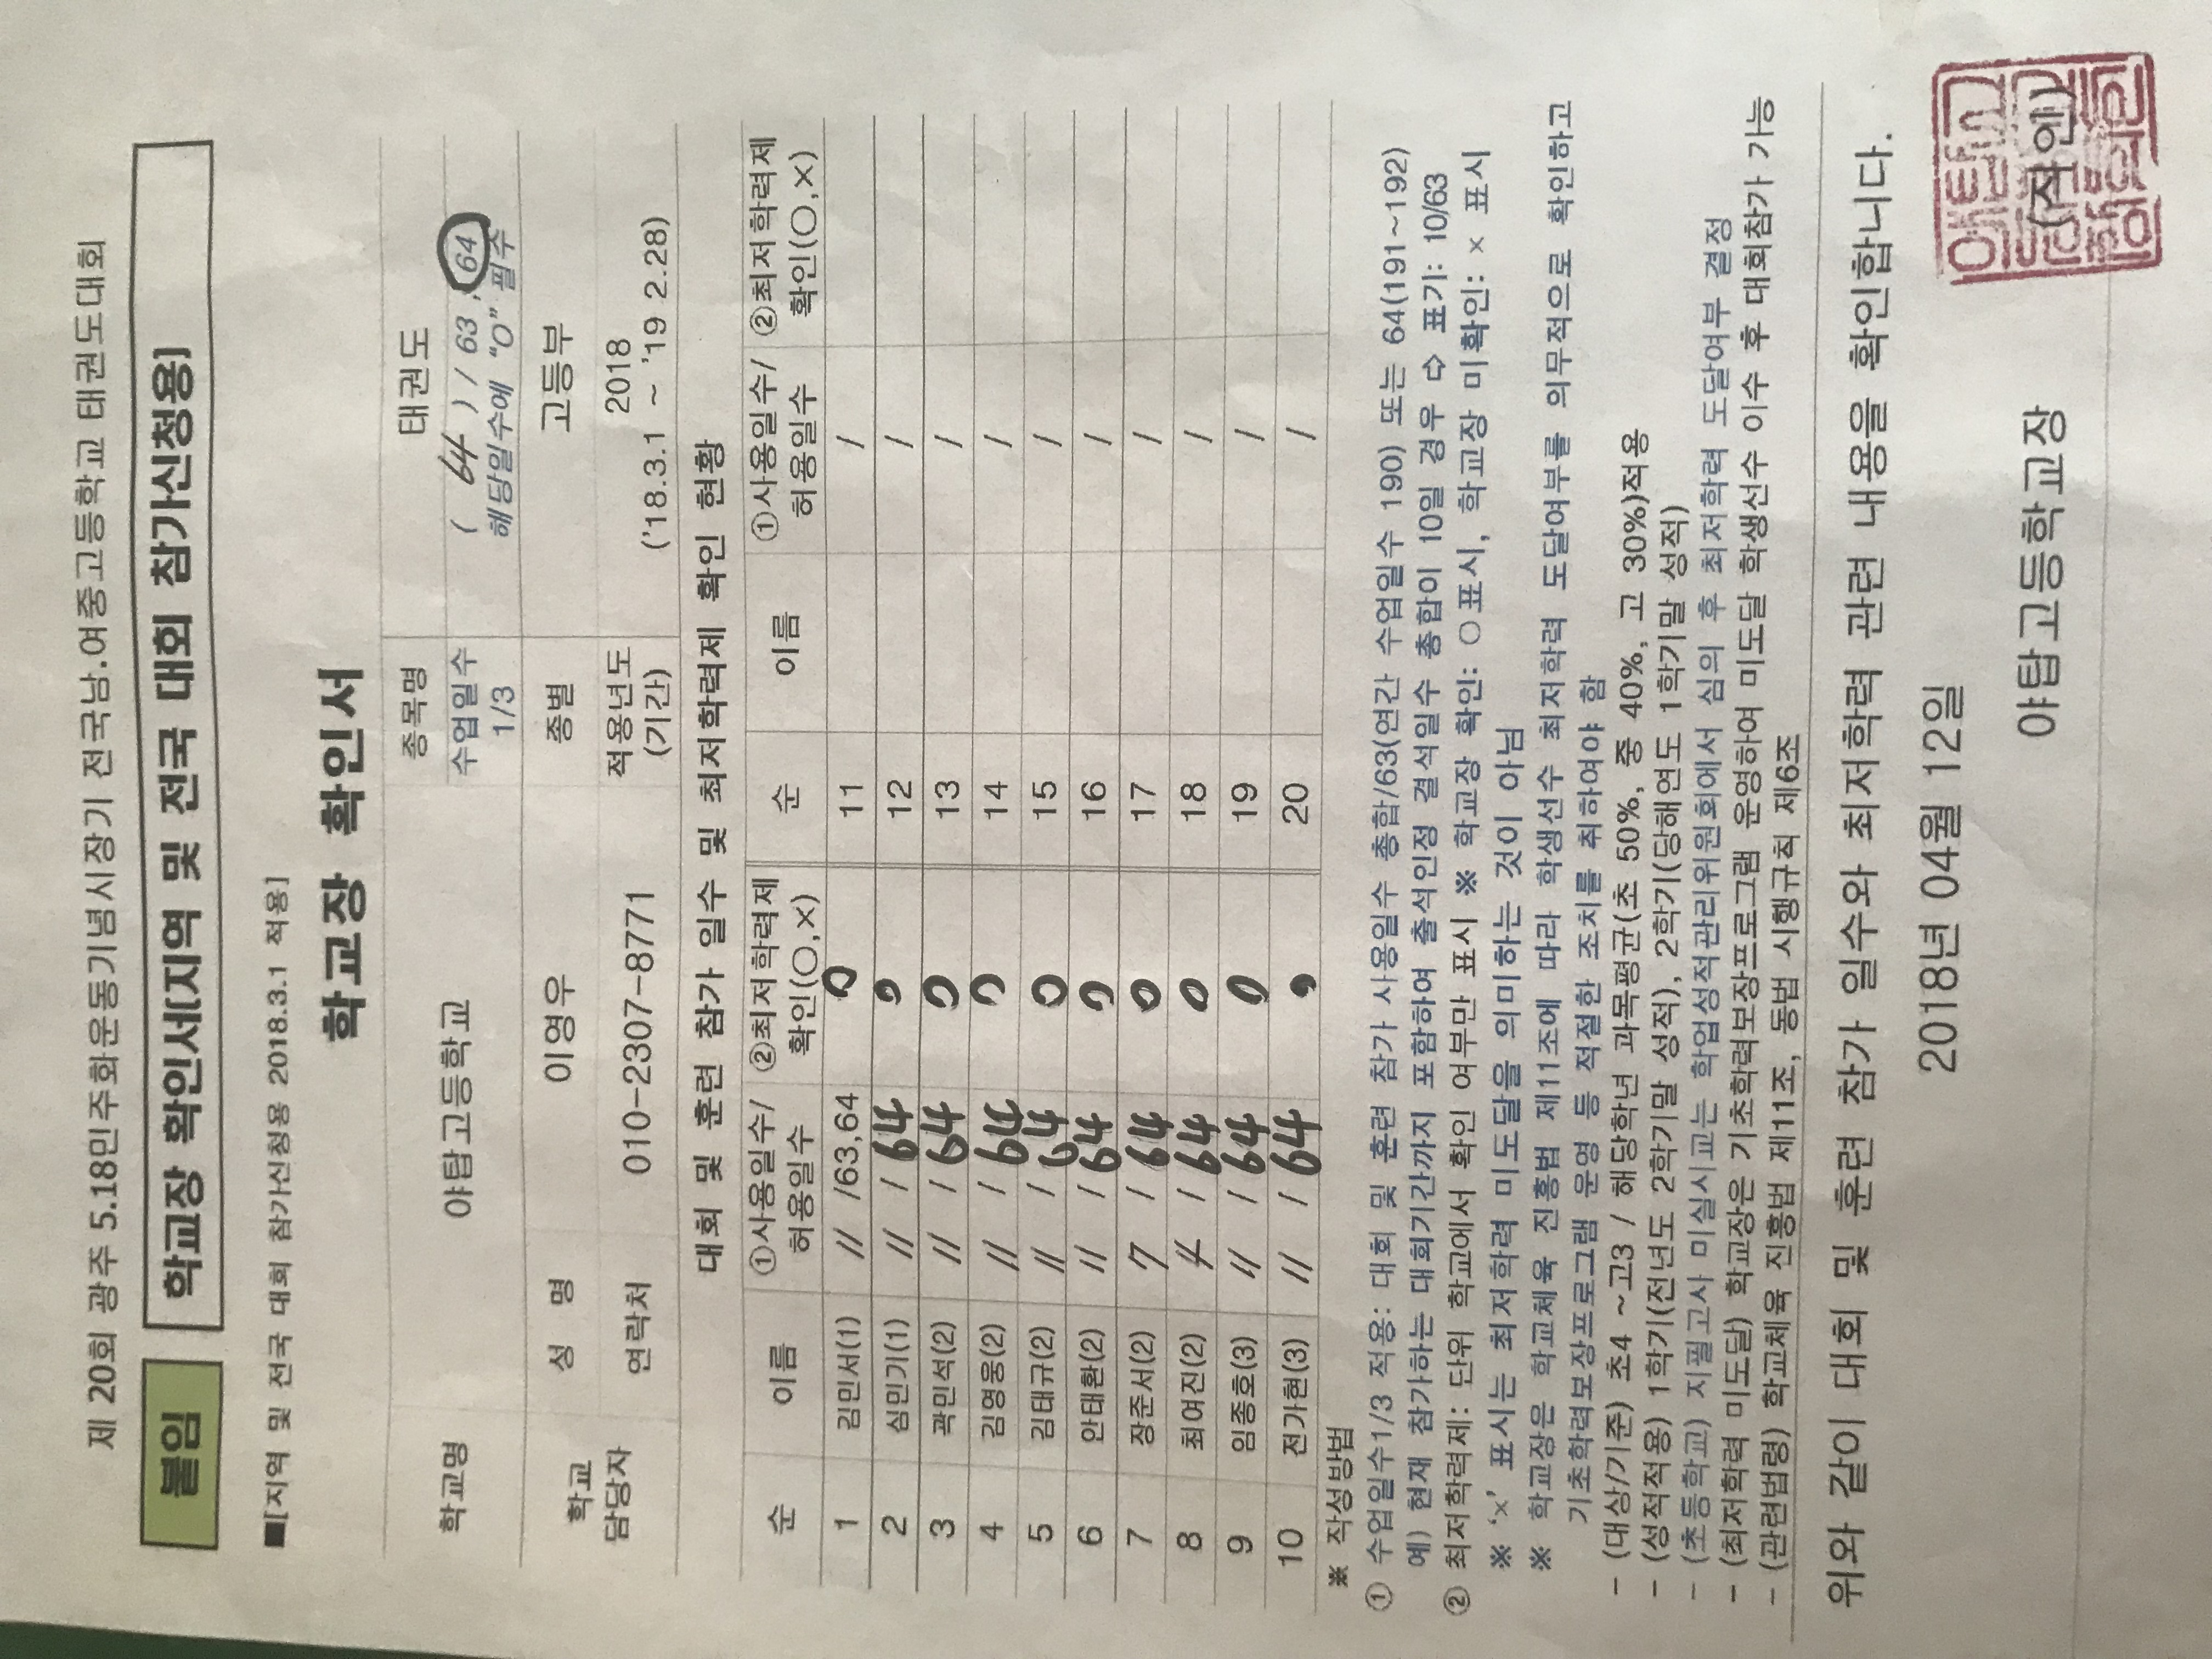 제 20회 광주 5.18민주화운동기념시장기 전국남.여중고등학교 태권도대회
붙임 학교장 확인서[지역 및 전국 대회 참가신청용]
■[지역 및 전국 대회 참가신청용 2018.3.1 적용]
학교장 확인서
학교명 야탑고등학교 종목명 태권도
수업일수 1/3 ( 64 ) / 63, 64
해당일수에 "O" 필수
학교 담당자 성 명 이영우 종별 고등부
연락처 010-2307-8771 적용년도 (기간) 2018
('18.3.1 ~ '19 2.28)
대회 및 훈련 참가 일수 및 최저학력제 확인 현황
순 이름 ①사용일수/허용일수 ②최저학력제 확인(○,×) 순 이름 ①사용일수/허용일수 ②최저학력제 확인(○,×)
1 김민서(1) 11 /63,64 O 11 /
2 심민기(1) 11 / 64 O 12 /
3 곽민석(2) 11 / 64 O 13 /
4 김영웅(2) 11 / 64 O 14 /
5 김태규(2) 11 / 64 O 15 /
6 안태환(2) 11 / 64 O 16 /
7 장준서(2) / 64 O 17 /
8 최여진(2) / 64 O 18 /
9 임종호(3) 11 / 64 O 19 /
10 전가현(3) 11 / 64 O 20 /
※ 작성방법
① 수업일수1/3 적용: 대회 및 훈련 참가 사용일수 총합/63(연간 수업일수 190) 또는 64(191~192)
예) 현재 참가하는 대회기간까지 포함하여 출석인정 결석일수 총합이 10일 경우 ⇨ 표기: 10/63
② 최저학력제: 단위 학교에서 확인 여부만 표시 ※ 학교장 확인: ○표시, 학교장 미확인: × 표시
※ '×' 표시는 최저학력 미도달을 의미하는 것이 아님
※ 학교장은 학교체육 진흥법 제11조에 따라 학생선수 최저학력 도달여부를 의무적으로 확인하고
기초학력보장프로그램 운영 등 적절한 조치를 취하여야 함
- (대상/기준) 초4 ~고3 / 해당학년 과목평균(초 50%, 중 40%, 고 30%)적용
- (성적적용) 1학기(전년도 2학기말 성적), 2학기(당해연도 1학기말 성적)
- (초등학교) 지필고사 미실시교는 학업성적관리위원회에서 심의 후 최저학력 도달여부 결정
- (최저학력 미도달) 학교장은 기초학력보장프로그램 운영하여 미도달 학생선수 이수 후 대회참가 가능
- (관련법령) 학교체육 진흥법 제11조, 동법 시행규칙 제6조
위와 같이 대회 및 훈련 참가 일수와 최저학력 관련 내용을 확인합니다.
2018년 04월 12일
야탑고등학교장 (직인)